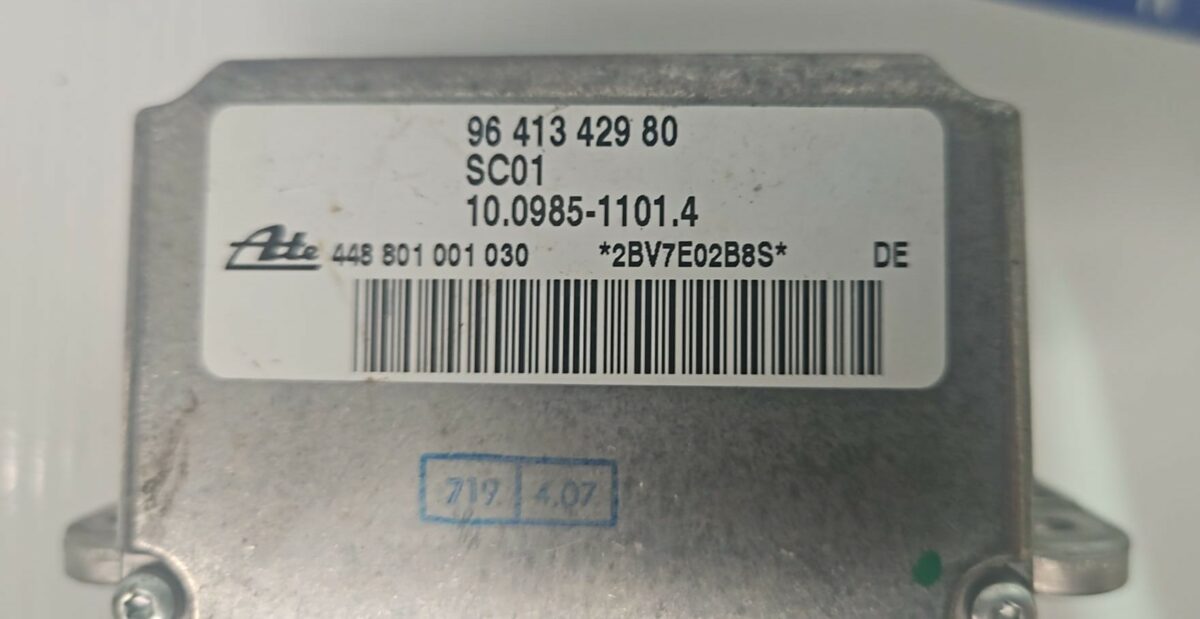 96 413 429 80
SC01
10.0985-1101.4
Ate 448 801 001 030 *2BV7E02B8S* DE
719. 4.07